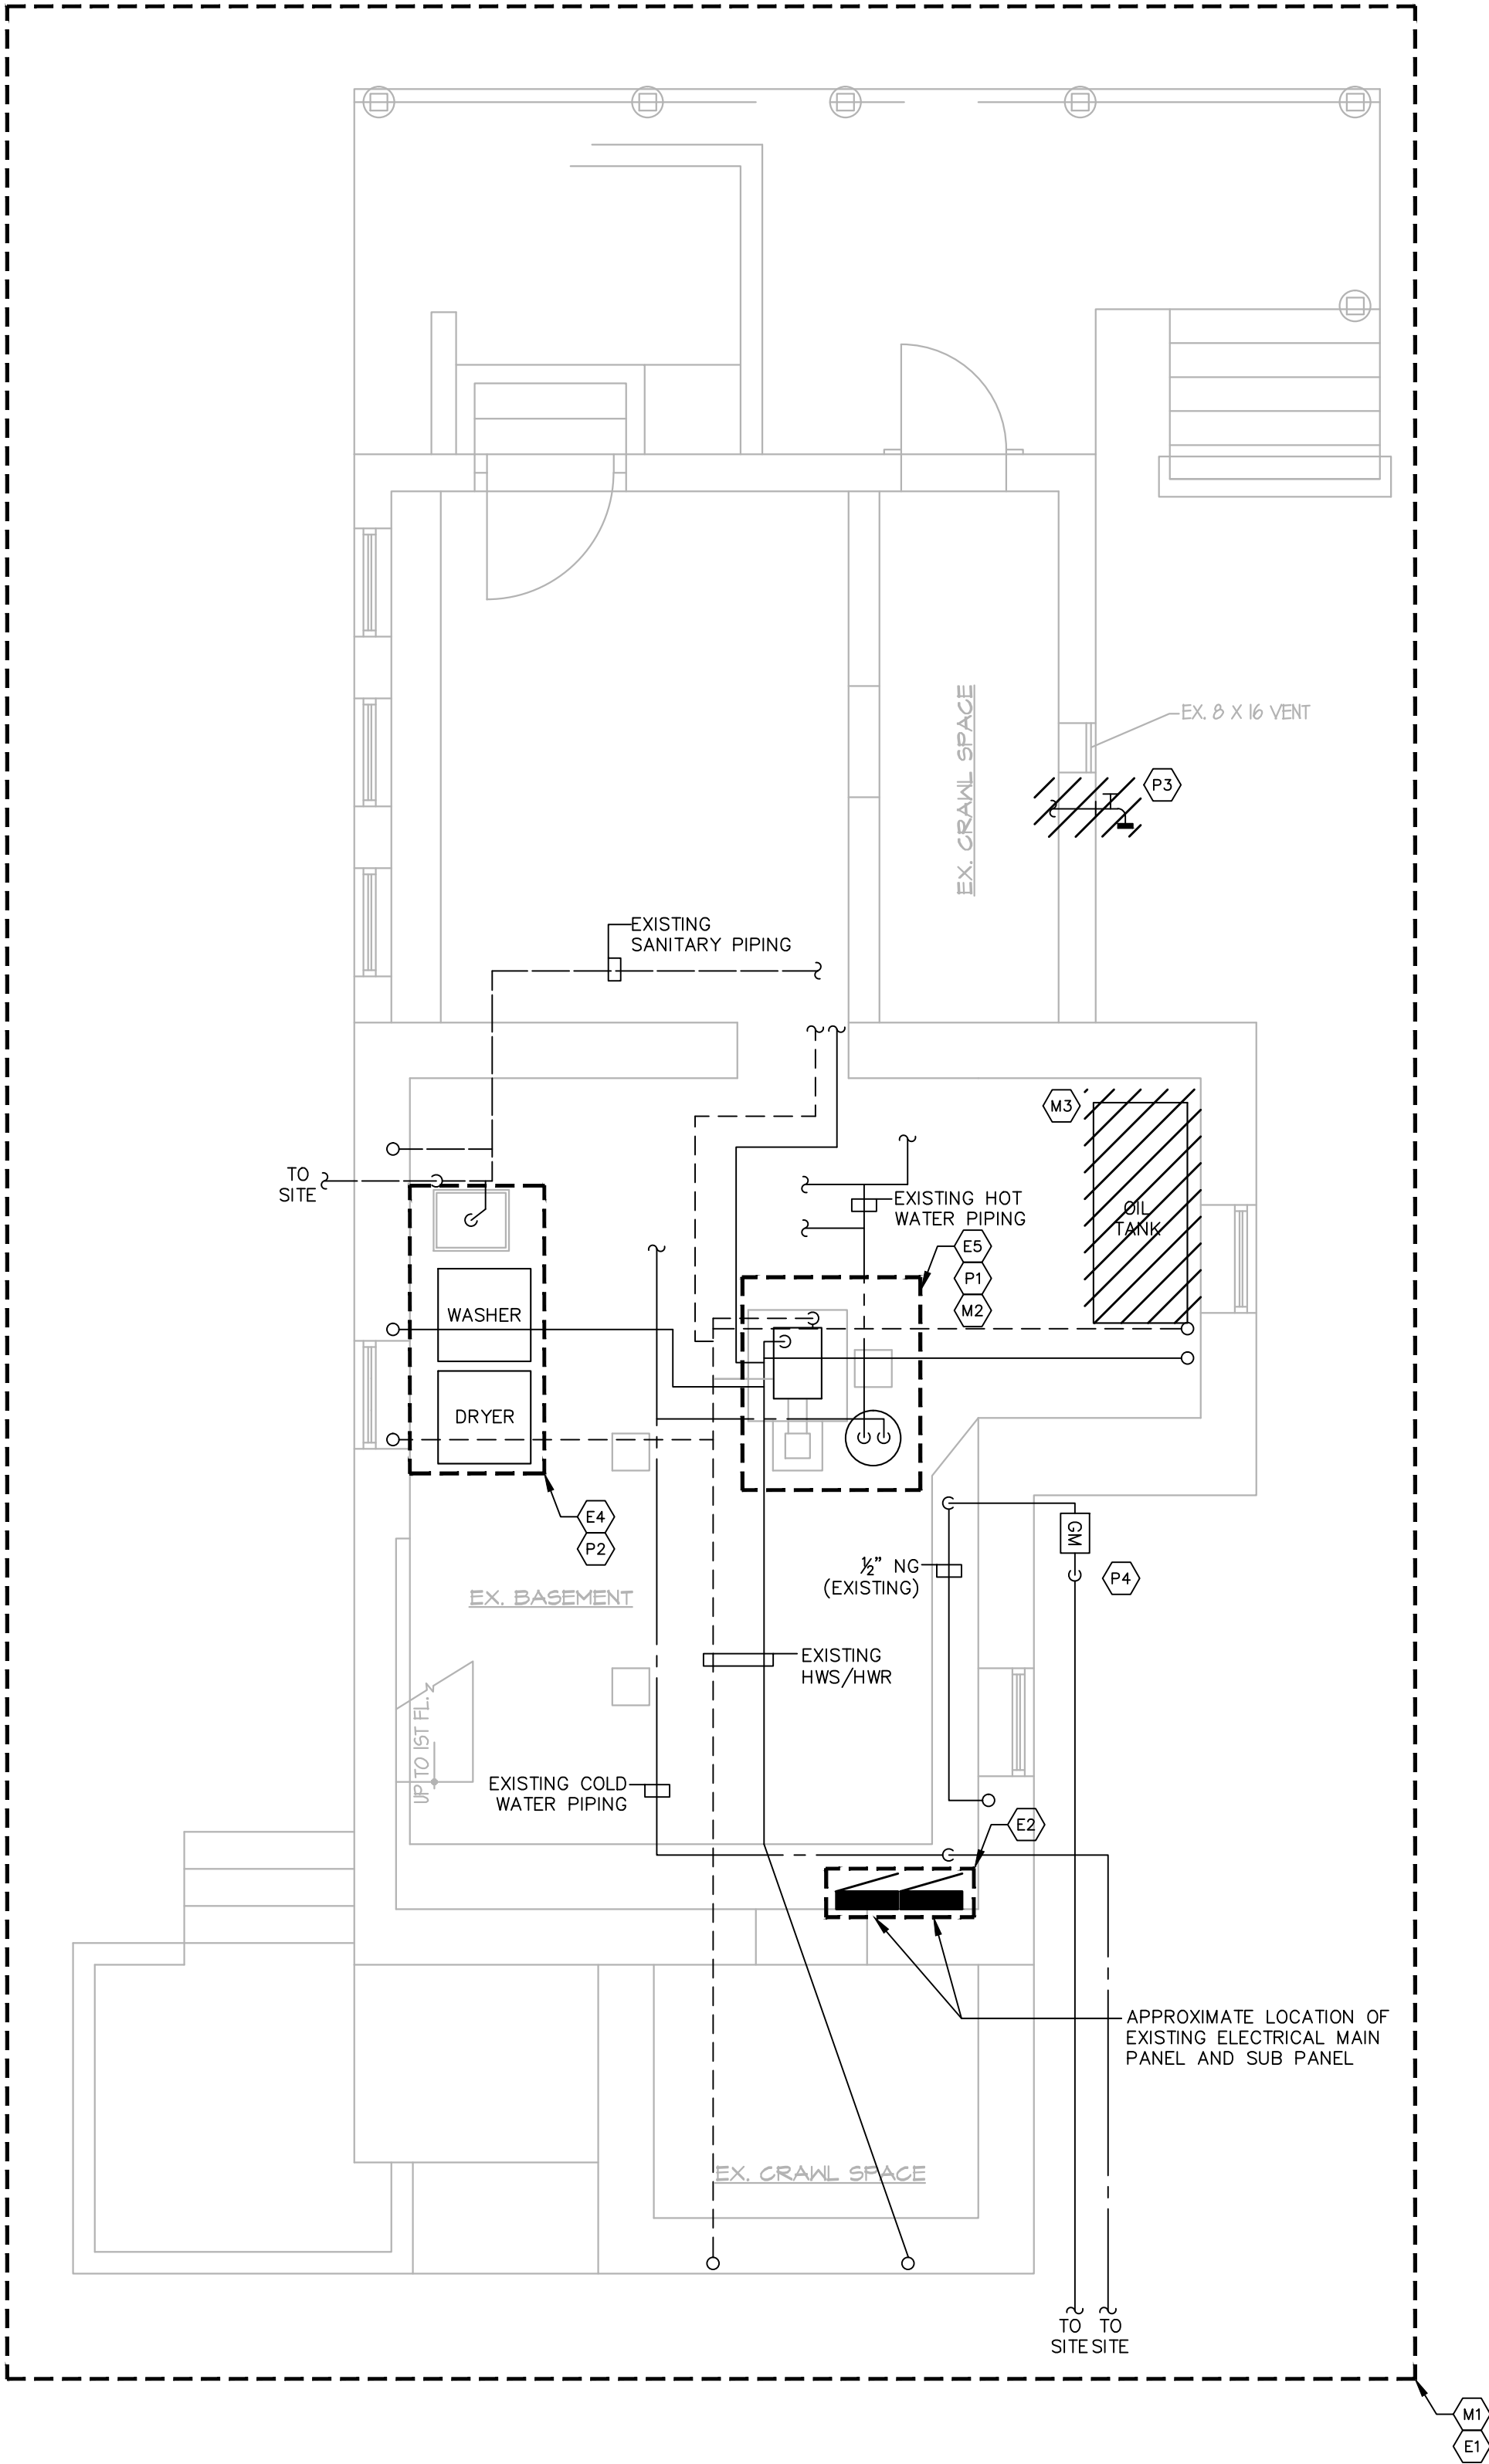 EX. CRAWL SPACE
EX. 8 X 16 VENT
P3
EXISTING
SANITARY PIPING
M3
TO
SITE
EXISTING HOT
WATER PIPING
OIL
TANK
E5
P1
M2
WASHER
DRYER
E4
P2
GM
½" NG
(EXISTING)
P4
EX. BASEMENT
EXISTING
HWS/HWR
UP TO 1ST FL.
EXISTING COLD
WATER PIPING
E2
APPROXIMATE LOCATION OF
EXISTING ELECTRICAL MAIN
PANEL AND SUB PANEL
EX. CRAWL SPACE
TO
SITE
TO
SITE
M1
E1